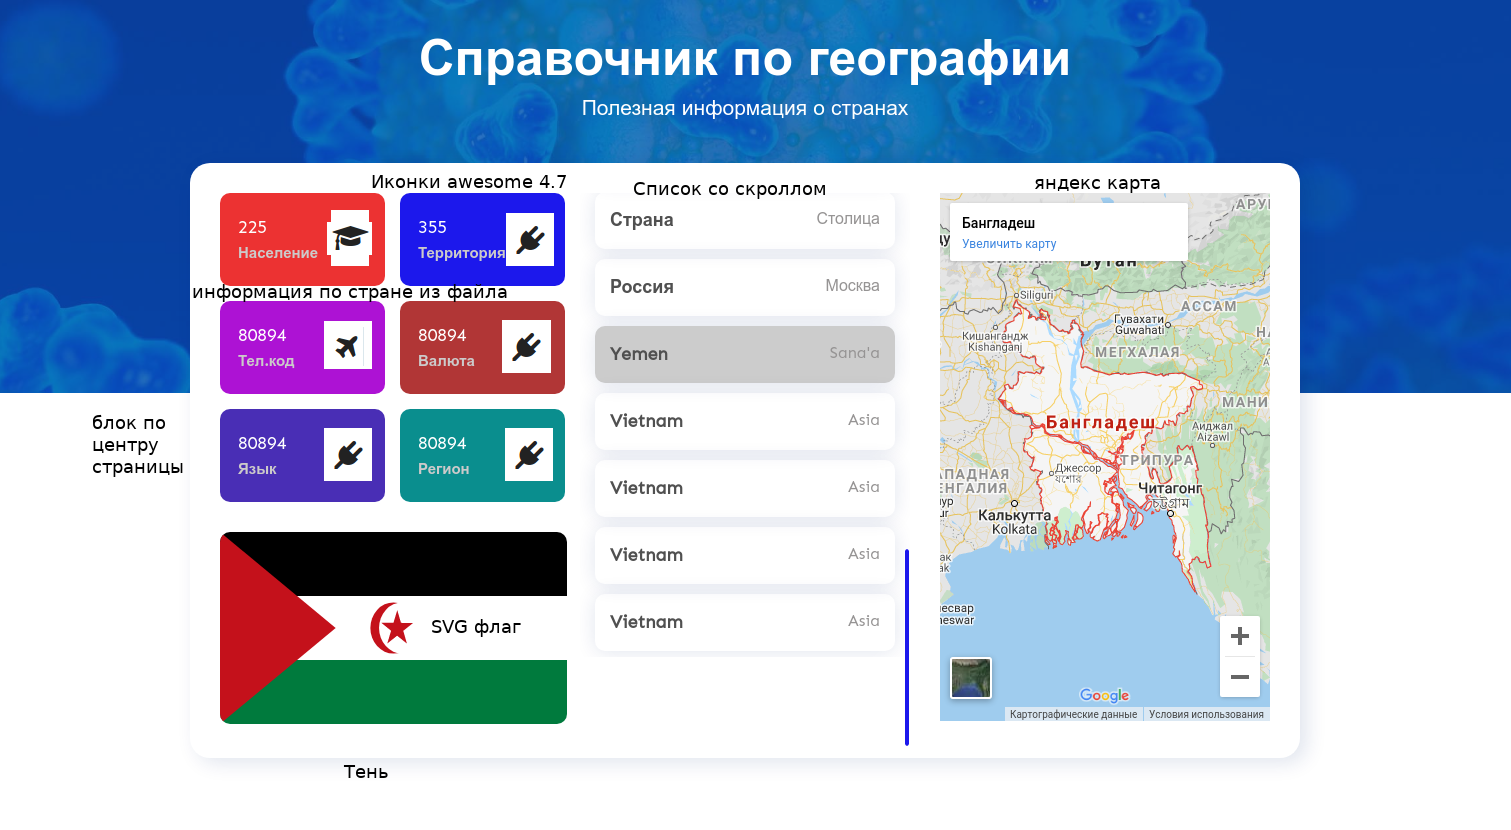 Справочник по географии
Полезная информация о странах
Иконки awesome 4.7
225
Население
355
Территория
информация по стране из файла
80894
Тел.код
80894
Валюта
80894
Язык
80894
Регион
блок по
центру
страницы
SVG флаг
Тень
Список со скроллом
Страна Столица
Россия Москва
Yemen Sana'a
Vietnam Asia
Vietnam Asia
Vietnam Asia
Vietnam Asia
яндекс карта
Бангладеш
Увеличить карту
Бутан
Siliguri
АССАМ
Гувахати
Guwahati
Кишангандж
Kishanganj
МЕГХАЛАЯ
МАНИ
Бангладеш
Аиджал
Aizawl
ТРИПУРА
Джессор
যশোর
АПАДНАЯ
ЕНГАЛИЯ
Читагонг
চট্টগ্রাম
Калькутта
Kolkata
есвар
neswar
Google
Картографические данные
Условия использования